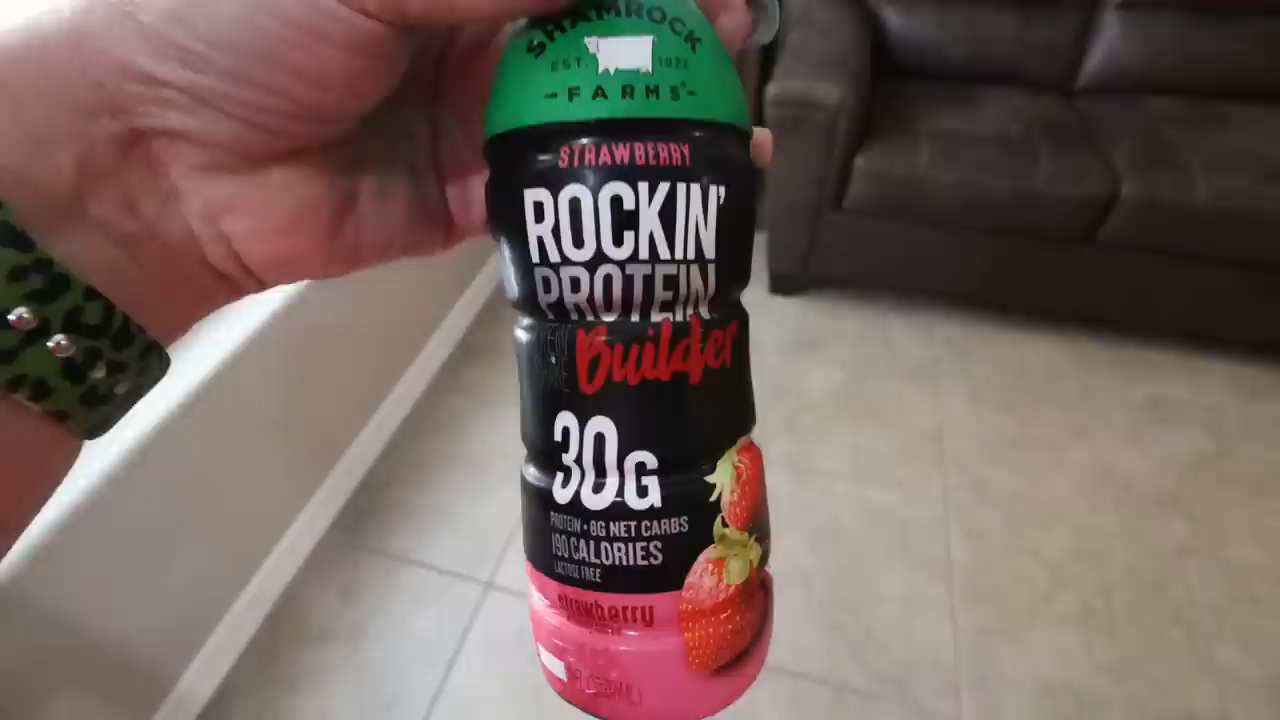 SHAMROCK
EST. 1922
-FARMS-
STRAWBERRY
ROCKIN'
PROTEIN
Builder
30G
PROTEIN • 8G NET CARBS
190 CALORIES
LACTOSE FREE
strawberry